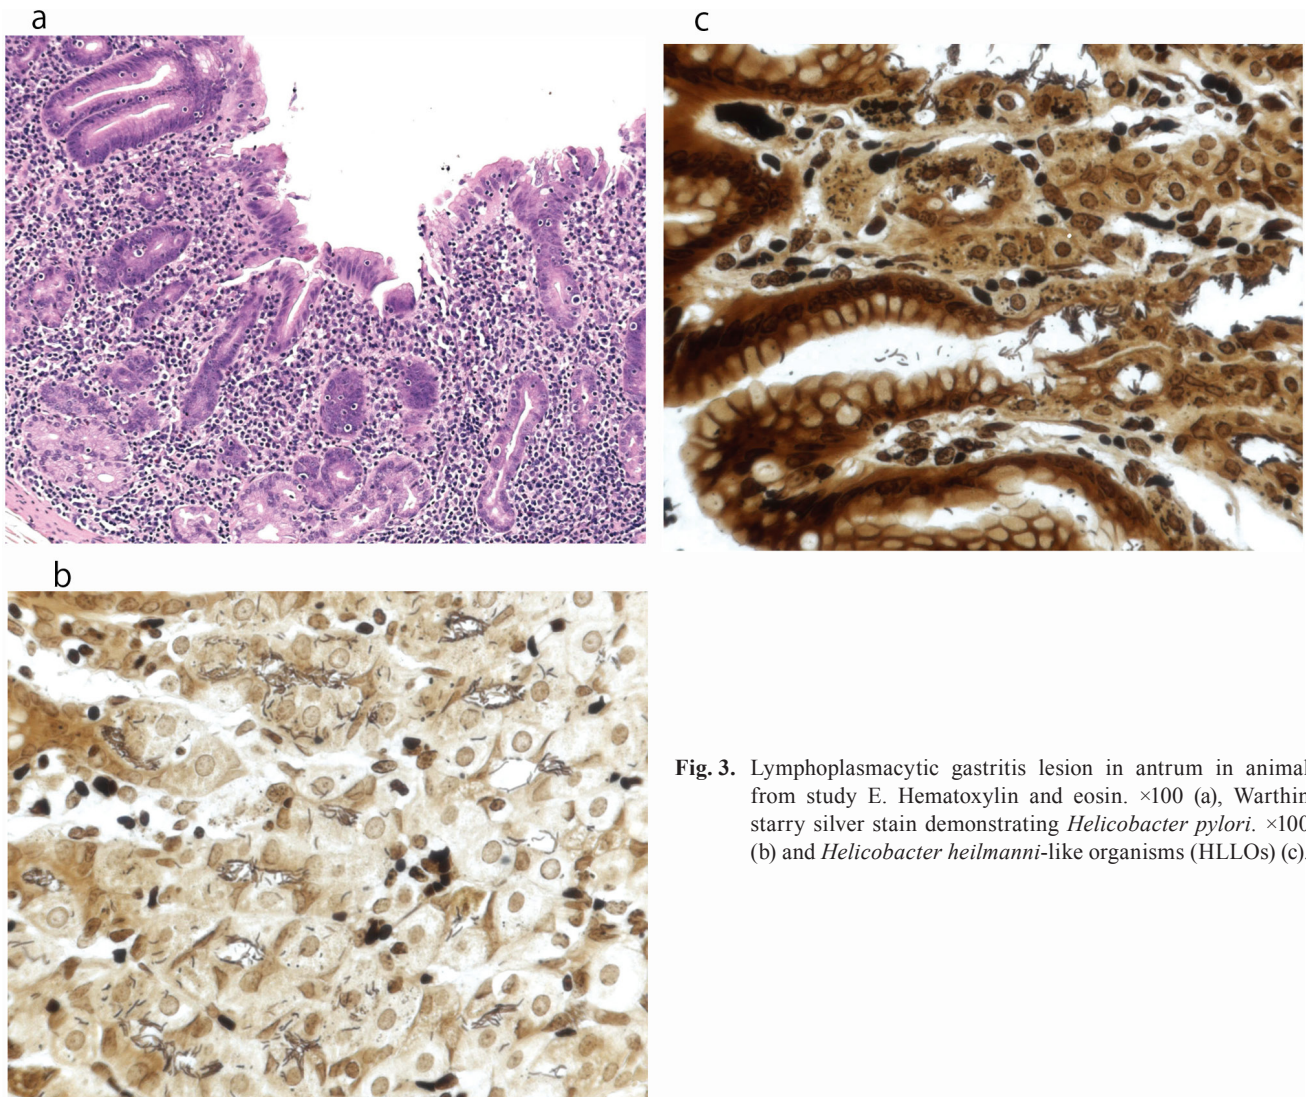 a
c
b
Fig. 3. Lymphoplasmacytic gastritis lesion in antrum in animal
from study E. Hematoxylin and eosin. ×100 (a), Warthin
starry silver stain demonstrating Helicobacter pylori. ×100
(b) and Helicobacter heilmanni-like organisms (HLLOs) (c).